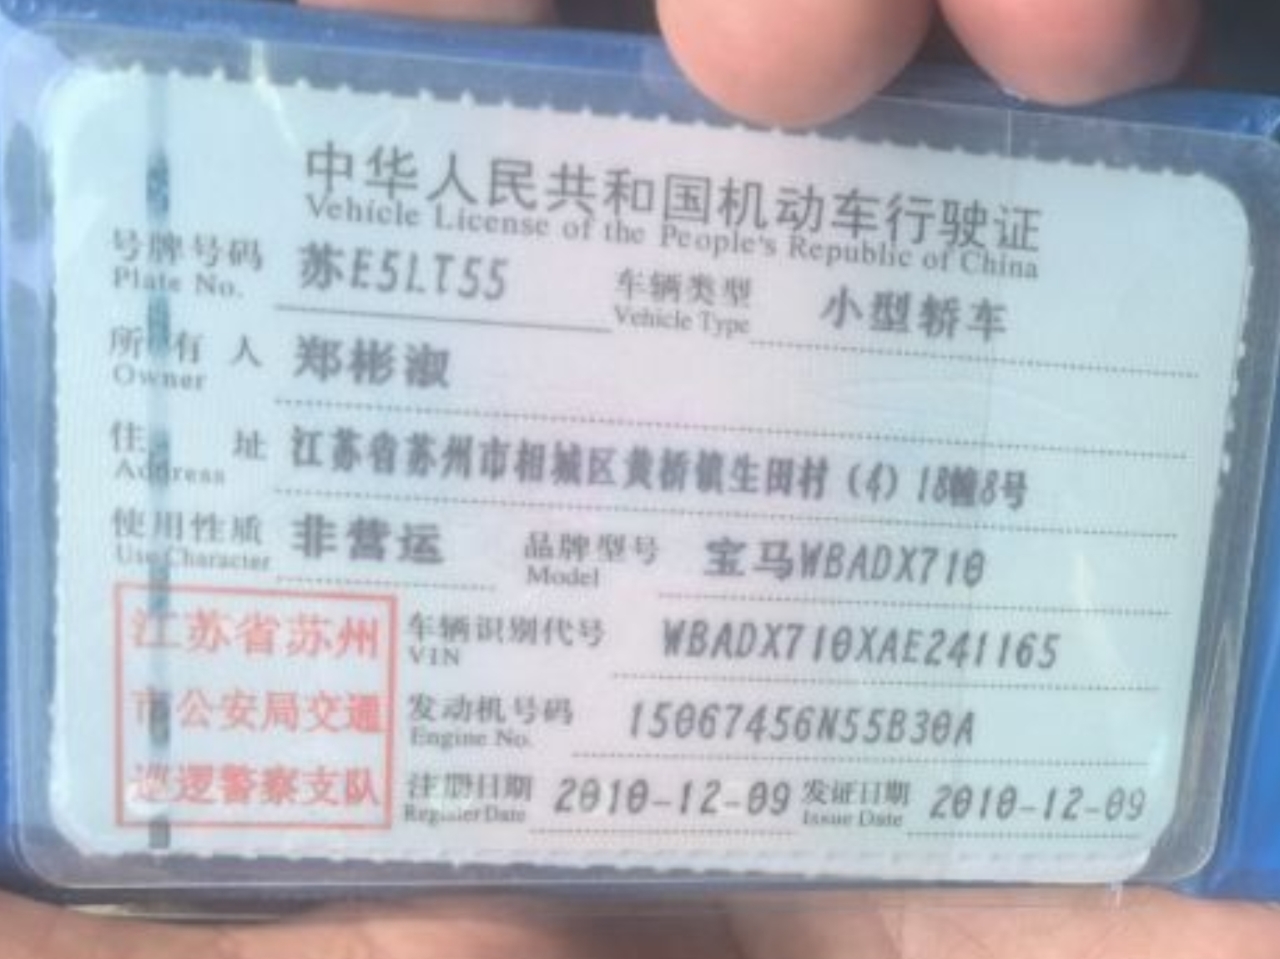 中华人民共和国机动车行驶证
Vehicle License of the People's Republic of China
号牌号码 苏E5LT55 车辆类型 小型轿车
Plate No. Vehicle Type
所有人 郑彬淑
Owner
住址 江苏省苏州市相城区黄桥镇生田村(4)18幢8号
Address
使用性质 非营运 品牌型号 宝马WBADX710
Use Character Model
江苏省苏州
市公安局交通
巡逻警察支队
车辆识别代号 WBADX710XAE241165
VIN
发动机号码 15067456N55B30A
Engine No.
注册日期 2010-12-09 发证日期 2010-12-09
Register Date Issue Date